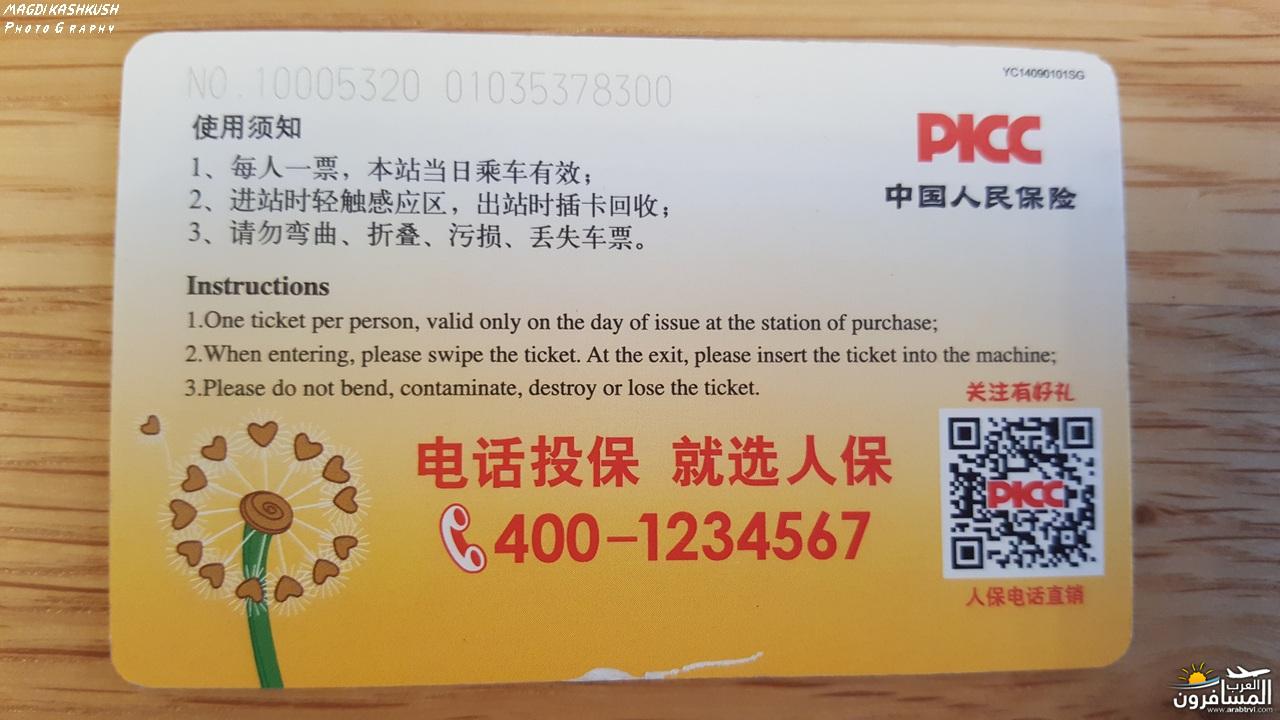 MAGDI KASHKUSH
PHOTOGRAPHY
NO.10005320 01035378300
YC14090101SG
使用须知
1、每人一票，本站当日乘车有效；
2、进站时轻触感应区，出站时插卡回收；
3、请勿弯曲、折叠、污损、丢失车票。
PICC
中国人民保险
Instructions
1.One ticket per person, valid only on the day of issue at the station of purchase;
2.When entering, please swipe the ticket. At the exit, please insert the ticket into the machine;
3.Please do not bend, contaminate, destroy or lose the ticket.
关注有好礼
电话投保 就选人保
400-1234567
PICC
人保电话直销
العرب
المسافرون
www.arabtrvl.com